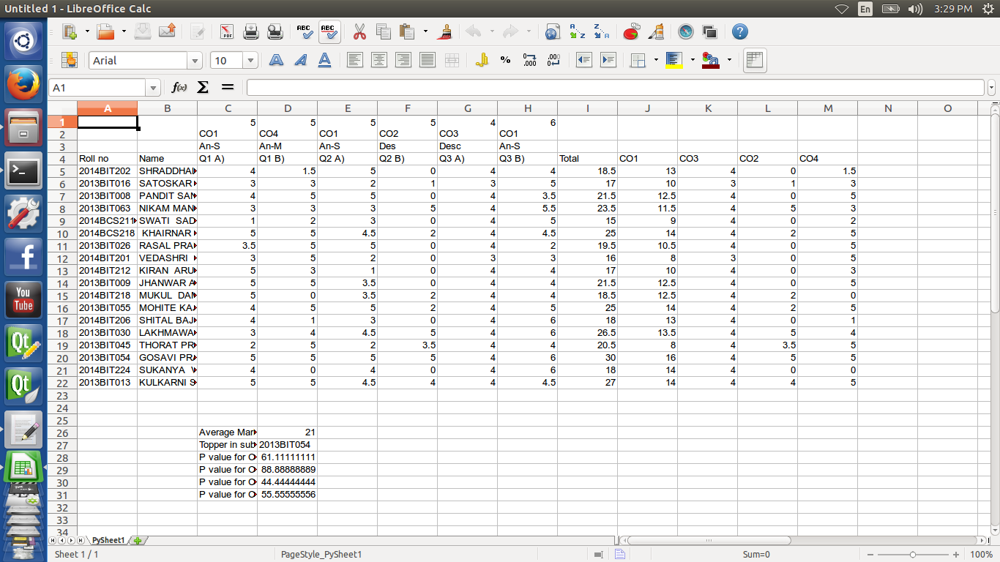 Untitled 1 - LibreOffice Calc En 3:29 PM
Arial 10
A1
A B C D E F G H I J K L M N O
1 5 5 5 5 4 6
2 CO1 CO4 CO1 CO2 CO3 CO1
3 An-S An-M An-S Des Desc An-S
4 Roll no Name Q1 A) Q1 B) Q2 A) Q2 B) Q3 A) Q3 B) Total CO1 CO3 CO2 CO4
5 2014BIT202 SHRADDHA 4 1.5 5 0 4 4 18.5 13 4 0 1.5
6 2013BIT016 SATOSKAR 3 3 2 1 3 5 17 10 3 1 3
7 2013BIT008 PANDIT SAN 4 5 5 0 4 3.5 21.5 12.5 4 0 5
8 2013BIT063 NIKAM MAN 3 3 3 5 4 5.5 23.5 11.5 4 5 3
9 2014BCS211 SWATI SAD 1 2 3 0 4 5 15 9 4 0 2
10 2014BCS218 KHAIRNAR 5 5 4.5 2 4 4.5 25 14 4 2 5
11 2013BIT026 RASAL PRA 3.5 5 5 0 4 2 19.5 10.5 4 0 5
12 2014BIT201 VEDASHRI 3 5 2 0 3 3 16 8 3 0 5
13 2014BIT212 KIRAN ARU 5 3 1 0 4 4 17 10 4 0 3
14 2013BIT009 JHANWAR A 5 5 3.5 0 4 4 21.5 12.5 4 0 5
15 2014BIT218 MUKUL DAN 5 0 3.5 2 4 4 18.5 12.5 4 2 0
16 2013BIT055 MOHITE KA 4 5 5 2 4 5 25 14 4 2 5
17 2014BIT206 SHITAL BAJ 4 1 3 0 4 6 18 13 4 0 1
18 2013BIT030 LAKHMAWA 3 4 4.5 5 4 6 26.5 13.5 4 5 4
19 2013BIT045 THORAT PR 2 5 2 3.5 4 4 20.5 8 4 3.5 5
20 2013BIT054 GOSAVI PRA 5 5 5 5 4 6 30 16 4 5 5
21 2014BIT224 SUKANYA V 4 0 4 0 4 6 18 14 4 0 0
22 2013BIT013 KULKARNI S 5 5 4.5 4 4 4.5 27 14 4 4 5
23
24
25
26 Average Mar 21
27 Topper in sub 2013BIT054
28 P value for C 61.11111111
29 P value for C 88.88888889
30 P value for C 44.44444444
31 P value for C 55.55555556
32
33
34
PySheet1
Sheet 1 / 1 PageStyle_PySheet1 Sum=0 100%
You
Tube
Qt
Qt